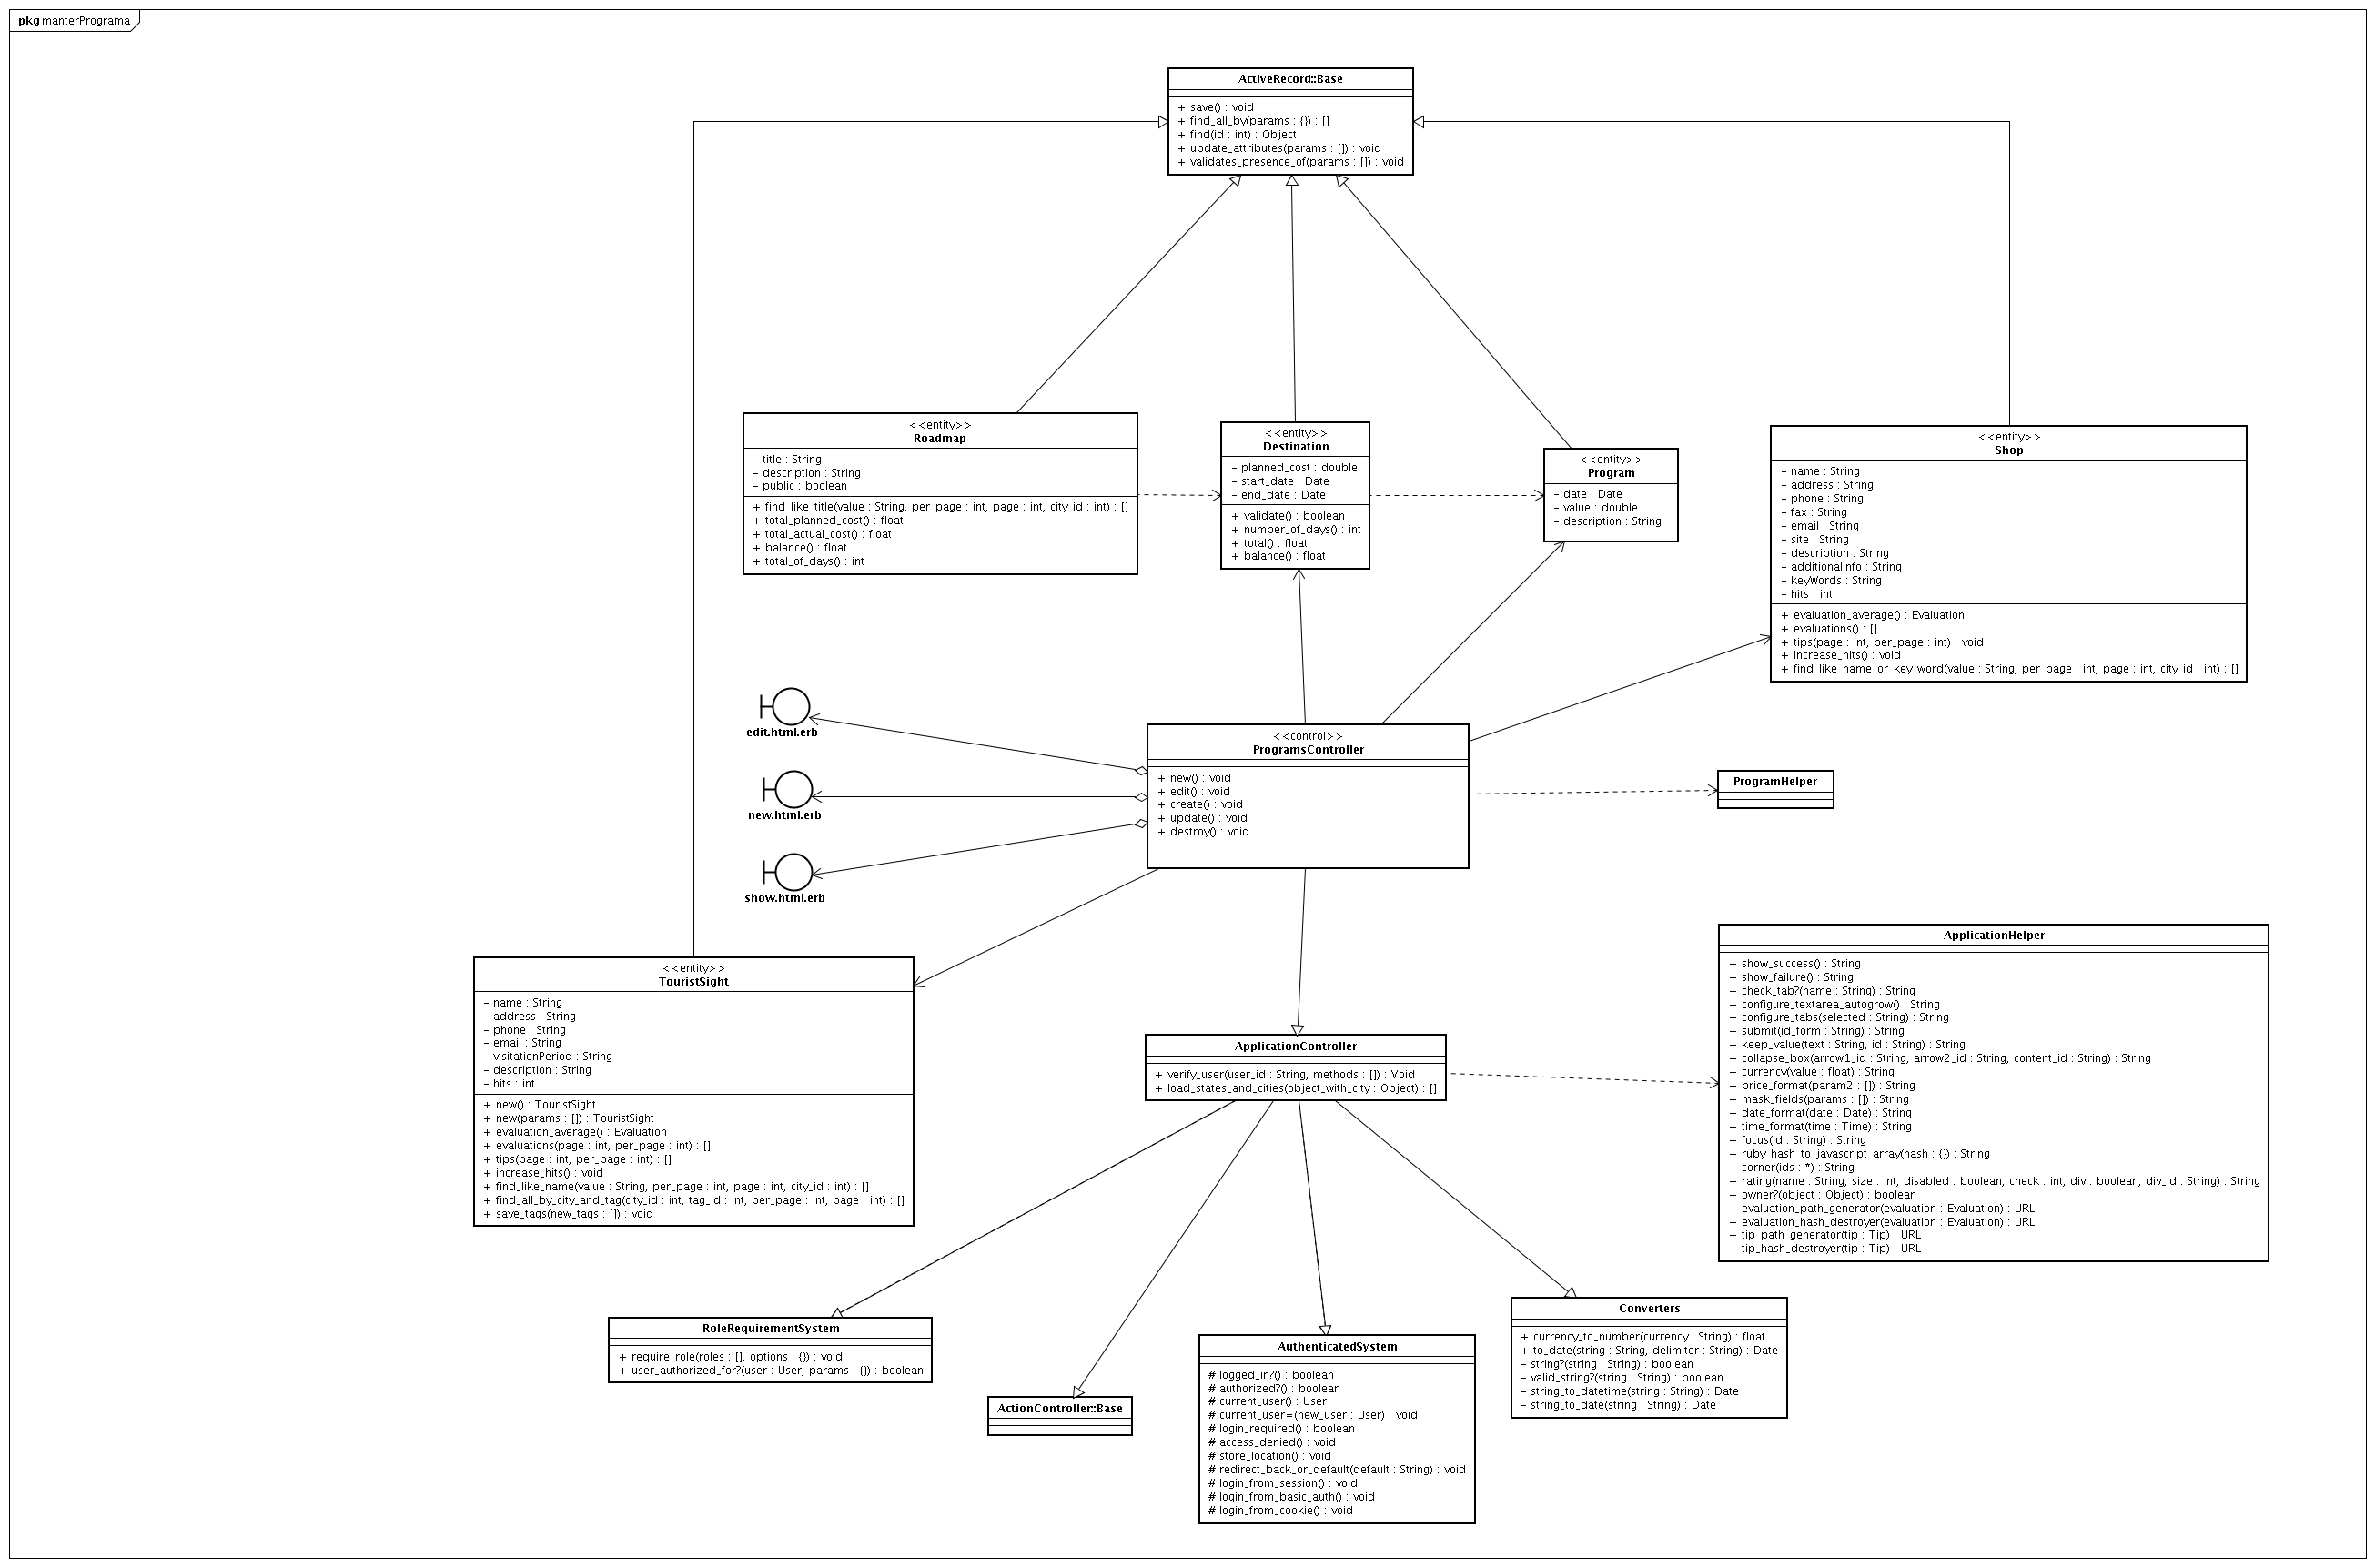 pkg manterPrograma
ActiveRecord::Base
+ save() : void
+ find_all_by(params : {}) : []
+ find(id : int) : Object
+ update_attributes(params : []) : void
+ validates_presence_of(params : []) : void
<<entity>>
Roadmap
- title : String
- description : String
- public : boolean
+ find_like_title(value : String, per_page : int, page : int, city_id : int) : []
+ total_planned_cost() : float
+ total_actual_cost() : float
+ balance() : float
+ total_of_days() : int
<<entity>>
Destination
- planned_cost : double
- start_date : Date
- end_date : Date
+ validate() : boolean
+ number_of_days() : int
+ total() : float
+ balance() : float
<<entity>>
Program
- date : Date
- value : double
- description : String
<<entity>>
Shop
- name : String
- address : String
- phone : String
- fax : String
- email : String
- site : String
- description : String
- additionalInfo : String
- keyWords : String
- hits : int
+ evaluation_average() : Evaluation
+ evaluations() : []
+ tips(page : int, per_page : int) : void
+ increase_hits() : void
+ find_like_name_or_key_word(value : String, per_page : int, page : int, city_id : int) : []
edit.html.erb
new.html.erb
show.html.erb
<<control>>
ProgramsController
+ new() : void
+ edit() : void
+ create() : void
+ update() : void
+ destroy() : void
ProgramHelper
<<entity>>
TouristSight
- name : String
- address : String
- phone : String
- email : String
- visitationPeriod : String
- description : String
- hits : int
+ new() : TouristSight
+ new(params : []) : TouristSight
+ evaluation_average() : Evaluation
+ evaluations(page : int, per_page : int) : []
+ tips(page : int, per_page : int) : []
+ increase_hits() : void
+ find_like_name(value : String, per_page : int, page : int, city_id : int) : []
+ find_all_by_city_and_tag(city_id : int, tag_id : int, per_page : int, page : int) : []
+ save_tags(new_tags : []) : void
ApplicationController
+ verify_user(user_id : String, methods : []) : Void
+ load_states_and_cities(object_with_city : Object) : []
ApplicationHelper
+ show_success() : String
+ show_failure() : String
+ check_tab?(name : String) : String
+ configure_textarea_autogrow() : String
+ configure_tabs(selected : String) : String
+ submit(id_form : String) : String
+ keep_value(text : String, id : String) : String
+ collapse_box(arrow1_id : String, arrow2_id : String, content_id : String) : String
+ currency(value : float) : String
+ price_format(param2 : []) : String
+ mask_fields(params : []) : String
+ date_format(date : Date) : String
+ time_format(time : Time) : String
+ focus(id : String) : String
+ ruby_hash_to_javascript_array(hash : {}) : String
+ corner(ids : *) : String
+ rating(name : String, size : int, disabled : boolean, check : int, div : boolean, div_id : String) : String
+ owner?(object : Object) : boolean
+ evaluation_path_generator(evaluation : Evaluation) : URL
+ evaluation_hash_destroyer(evaluation : Evaluation) : URL
+ tip_path_generator(tip : Tip) : URL
+ tip_hash_destroyer(tip : Tip) : URL
RoleRequirementSystem
+ require_role(roles : [], options : {}) : void
+ user_authorized_for?(user : User, params : {}) : boolean
ActionController::Base
AuthenticatedSystem
# logged_in?() : boolean
# authorized?() : boolean
# current_user() : User
# current_user=(new_user : User) : void
# login_required() : boolean
# access_denied() : void
# store_location() : void
# redirect_back_or_default(default : String) : void
# login_from_session() : void
# login_from_basic_auth() : void
# login_from_cookie() : void
Converters
+ currency_to_number(currency : String) : float
+ to_date(string : String, delimiter : String) : Date
- string?(string : String) : boolean
- valid_string?(string : String) : boolean
- string_to_datetime(string : String) : Date
- string_to_date(string : String) : Date